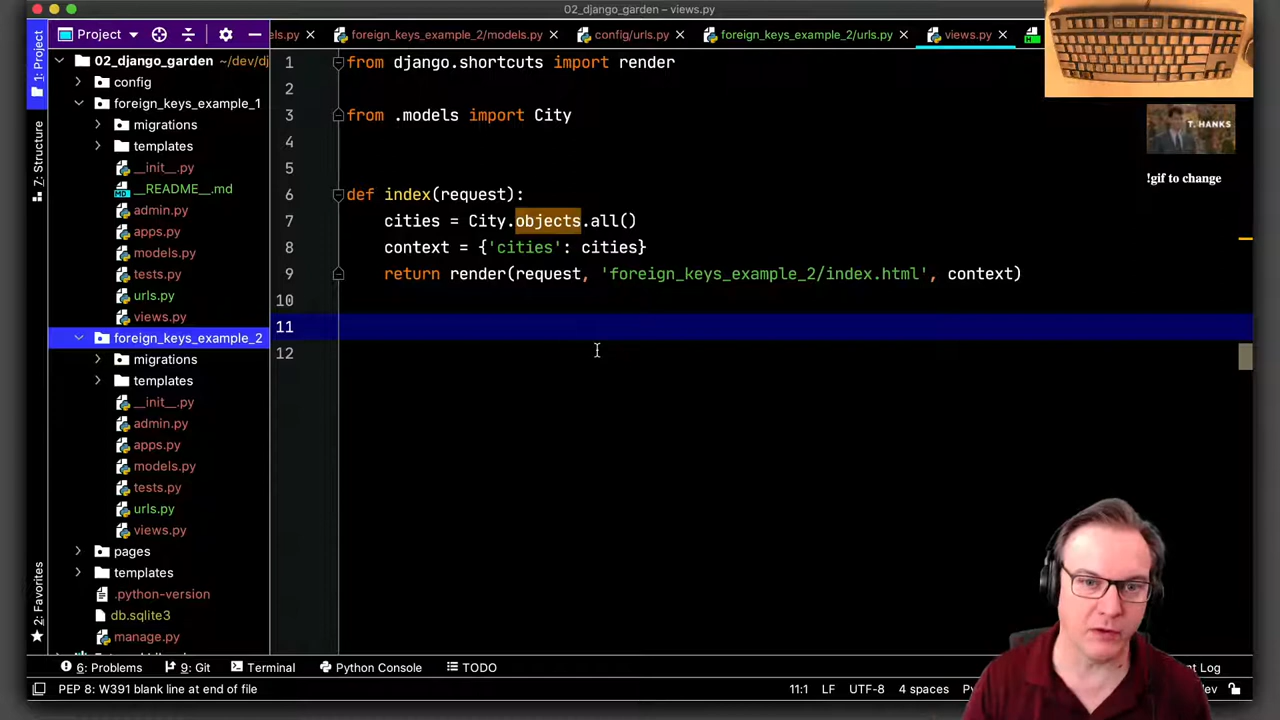 02_django_garden – views.py
Project
els.py
foreign_keys_example_2/models.py
config/urls.py
foreign_keys_example_2/urls.py
views.py
1: Project
7: Structure
2: Favorites
02_django_garden ~/dev/dj
config
foreign_keys_example_1
migrations
templates
__init__.py
__README__.md
admin.py
apps.py
models.py
tests.py
urls.py
views.py
foreign_keys_example_2
migrations
templates
__init__.py
admin.py
apps.py
models.py
tests.py
urls.py
views.py
pages
templates
.python-version
db.sqlite3
manage.py
1 from django.shortcuts import render
2
3 from .models import City
4
5
6 def index(request):
7 cities = City.objects.all()
8 context = {'cities': cities}
9 return render(request, 'foreign_keys_example_2/index.html', context)
10
11
12
T. HANKS
!gif to change
6: Problems
9: Git
Terminal
Python Console
TODO
nt Log
PEP 8: W391 blank line at end of file
11:1 LF UTF-8 4 spaces Py
dev